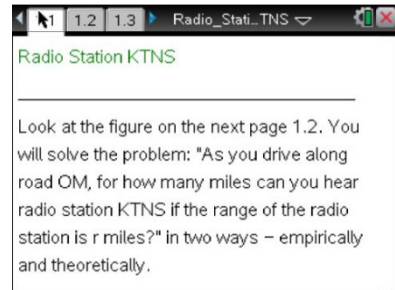 1.1 1.2 1.3 Radio_Stati…TNS
Radio Station KTNS
Look at the figure on the next page 1.2. You
will solve the problem: "As you drive along
road OM, for how many miles can you hear
radio station KTNS if the range of the radio
station is r miles?" in two ways – empirically
and theoretically.